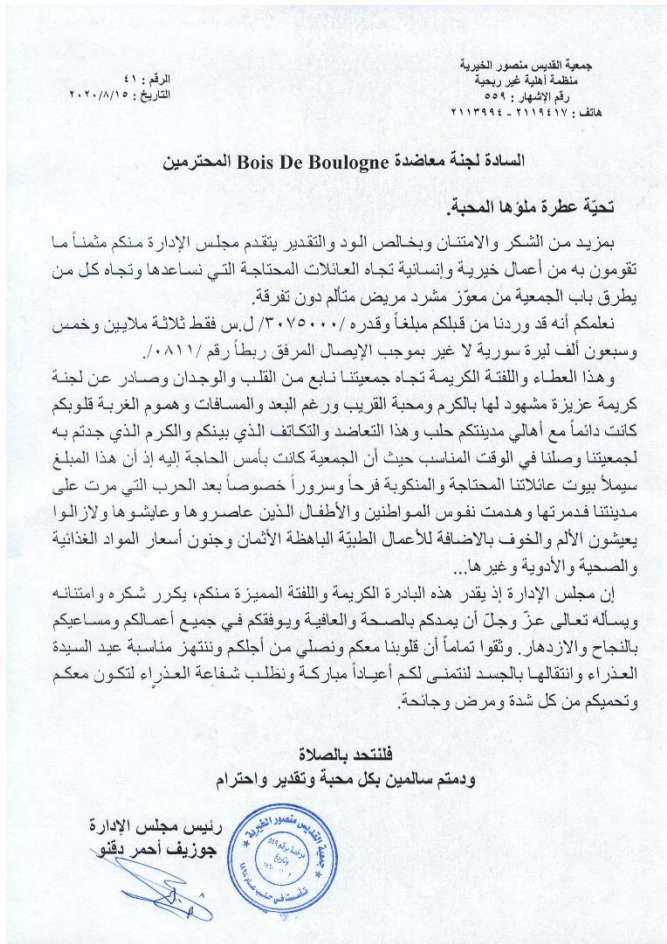 جمعية القديس منصور الخيرية
منظمة أهلية غير ربحية
رقم الإشهار : ٥٥٩
هاتف : ٢١١٩٤١٧ - ٢١١٣٩٩٤
الرقم : ٤١
التاريخ : ٢٠٢٠/٨/١٥
السادة لجنة معاضدة Bois De Boulogne المحترمين
تحيّة عطرة ملؤها المحبة.
بمزيد من الشكر والامتنان وبخالص الود والتقدير يتقدم مجلس الإدارة منكم مثمناً ما
تقومون به من أعمال خيرية وإنسانية تجاه العائلات المحتاجة التي نساعدها وتجاه كل من
يطرق باب الجمعية من معوّز مشرد مريض متألم دون تفرقة.
نعلمكم أنه قد وردنا من قبلكم مبلغاً وقدره /٣٠٧٥٠٠٠/ ل.س فقط ثلاثة ملايين وخمس
وسبعون ألف ليرة سورية لا غير بموجب الإيصال المرفق ربطاً رقم /٠٨١١/.
وهذا العطاء واللفتة الكريمة تجاه جمعيتنا نابع من القلب والوجدان وصادر عن لجنة
كريمة عزيزة مشهود لها بالكرم ومحبة القريب ورغم البعد والمسافات وهموم الغربة قلوبكم
كانت دائماً مع أهالي مدينتكم حلب وهذا التعاضد والتكاتف الذي بينكم والكرم الذي جدتم به
لجمعيتنا وصلنا في الوقت المناسب حيث أن الجمعية كانت بأمس الحاجة إليه إذ أن هذا المبلغ
سيملأ بيوت عائلاتنا المحتاجة والمنكوبة فرحاً وسروراً خصوصاً بعد الحرب التي مرت على
مدينتنا فدمرتها وهدمت نفوس المواطنين والأطفال الذين عاصروها وعايشوها ولازالوا
يعيشون الألم والخوف بالاضافة للأعمال الطبيّة الباهظة الأثمان وجنون أسعار المواد الغذائية
والصحية والأدوية وغيرها...
إن مجلس الإدارة إذ يقدر هذه البادرة الكريمة واللفتة المميزة منكم، يكرر شكره وامتنانه
ويسأله تعالى عزّ وجلّ أن يمدكم بالصحة والعافية ويوفقكم في جميع أعمالكم ومساعيكم
بالنجاح والازدهار. وثقوا تماماً أن قلوبنا معكم ونصلي من أجلكم وننتهز مناسبة عيد السيدة
العذراء وانتقالها بالجسد لنتمنى لكم أعياداً مباركة ونطلب شفاعة العذراء لتكون معكم
وتحميكم من كل شدة ومرض وجائحة.
فلنتحد بالصلاة
ودمتم سالمين بكل محبة وتقدير واحترام
رئيس مجلس الإدارة
جوزيف أحمر دقنو
جمعية القديس منصور الخيرية
تأسست في حلب عام ١٨٩٨